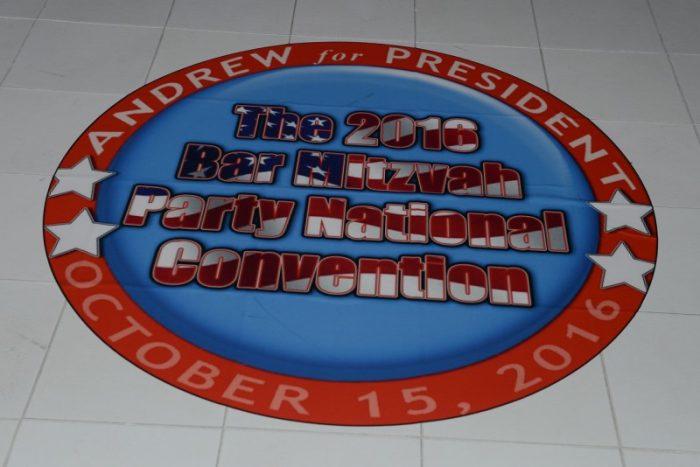 ANDREW for PRESIDENT
The 2016
Bar Mitzvah
Party National
Convention
OCTOBER 15, 2016